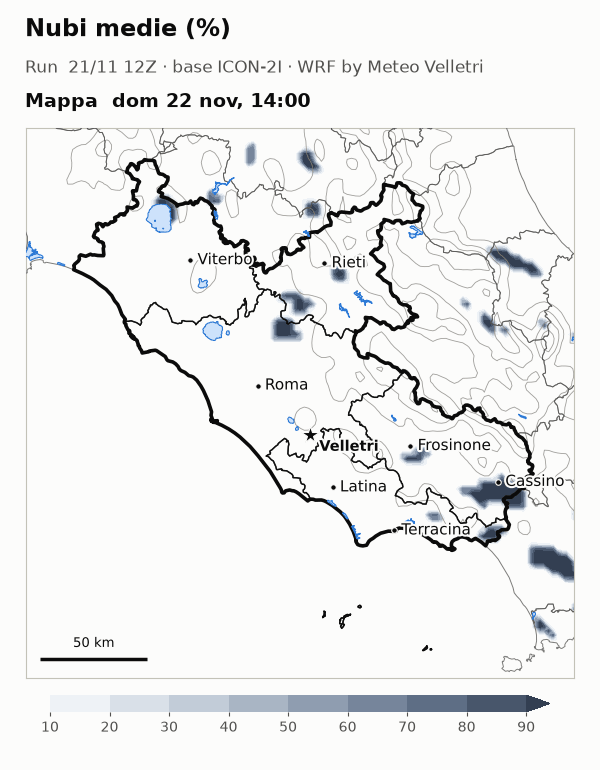 Nubi medie (%)
Run 21/11 12Z · base ICON-2I · WRF by Meteo Velletri
Mappa dom 22 nov, 14:00
Viterbo
Rieti
Roma
Velletri
Frosinone
Latina
Cassino
Terracina
50 km
10 20 30 40 50 60 70 80 90